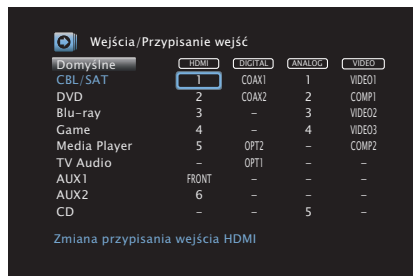 Wejścia/Przypisanie wejść
Domyślne HDMI DIGITAL ANALOG VIDEO
CBL/SAT 1 COAX1 1 VIDEO1
DVD 2 COAX2 2 COMP1
Blu-ray 3 – 3 VIDEO2
Game 4 – 4 VIDEO3
Media Player 5 OPT2 – COMP2
TV Audio – OPT1 – –
AUX1 FRONT – – –
AUX2 6 – – –
CD – – 5 –
Zmiana przypisania wejścia HDMI